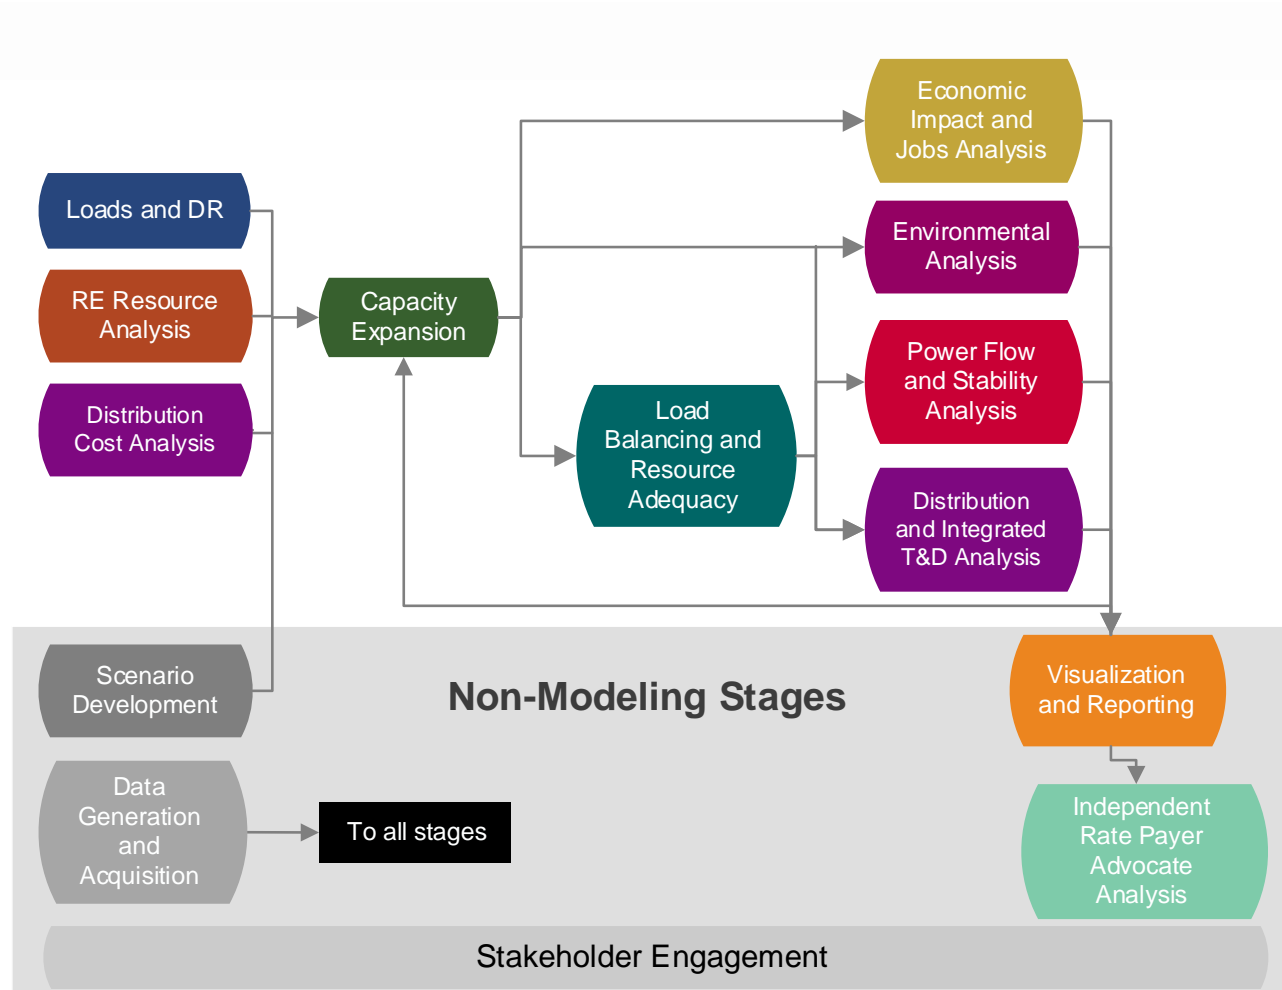 Economic
Impact and
Jobs Analysis
Loads and DR
Environmental
Analysis
RE Resource
Analysis
Capacity
Expansion
Power Flow
and Stability
Analysis
Distribution
Cost Analysis
Load
Balancing and
Resource
Adequacy
Distribution
and Integrated
T&D Analysis
Scenario
Development
Non-Modeling Stages
Visualization
and Reporting
Data
Generation
and
Acquisition
To all stages
Independent
Rate Payer
Advocate
Analysis
Stakeholder Engagement